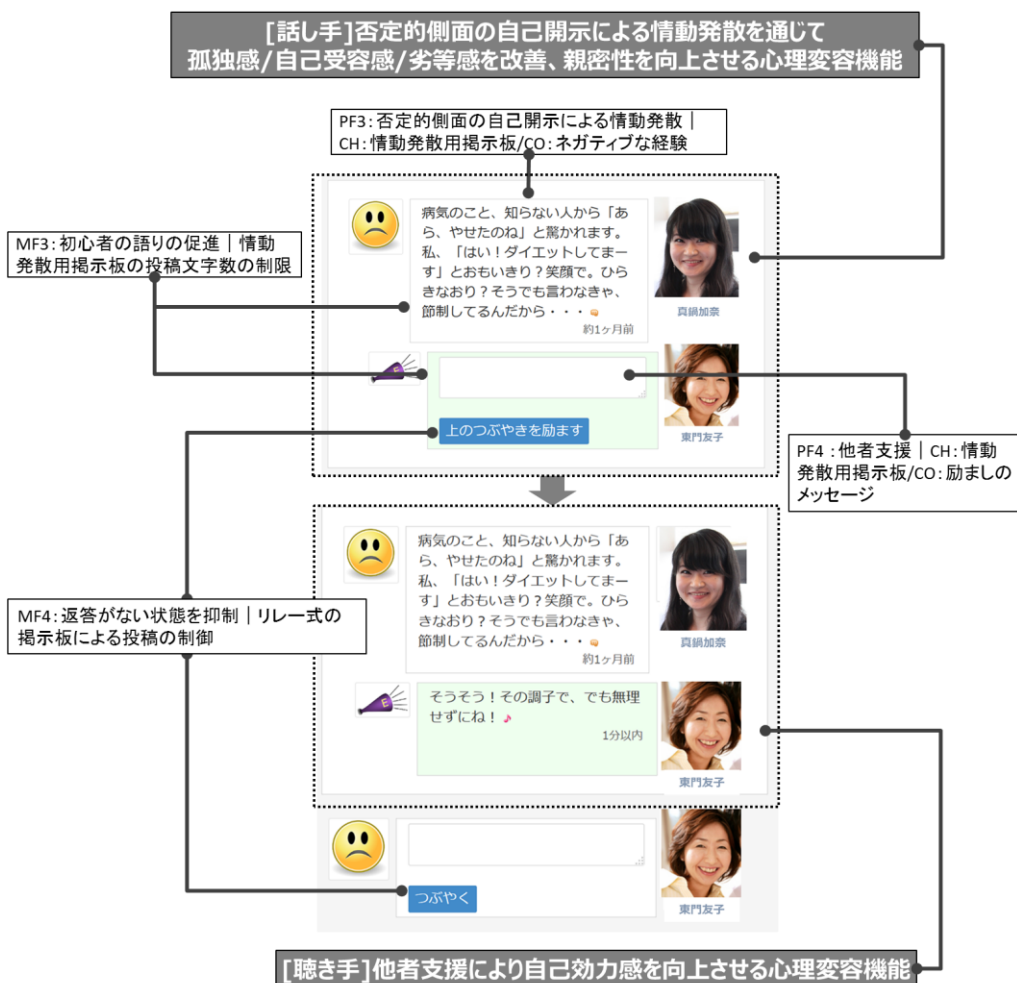 [話し手]否定的側面の自己開示による情動発散を通じて
孤独感/自己受容感/劣等感を改善、親密性を向上させる心理変容機能
PF3:否定的側面の自己開示による情動発散｜
CH:情動発散用掲示板/CO:ネガティブな経験
MF3:初心者の語りの促進｜情動
発散用掲示板の投稿文字数の制限
病気のこと、知らない人から「あ
ら、やせたのね」と驚かれます。
私、「はい！ダイエットしてまー
す」とおもいきり？笑顔で。ひら
きなおり？そうでも言わなきゃ、
節制してるんだから・・・
約1ヶ月前
真鍋加奈
E
上のつぶやきを励ます
東門友子
PF4:他者支援｜CH:情動
発散用掲示板/CO:励ましの
メッセージ
病気のこと、知らない人から「あ
ら、やせたのね」と驚かれます。
私、「はい！ダイエットしてまー
す」とおもいきり？笑顔で。ひら
きなおり？そうでも言わなきゃ、
節制してるんだから・・・
約1ヶ月前
真鍋加奈
MF4:返答がない状態を抑制｜リレー式の
掲示板による投稿の制御
E
そうそう！その調子で、でも無理
せずにね！♪
1分以内
東門友子
つぶやく
東門友子
[聴き手]他者支援により自己効力感を向上させる心理変容機能